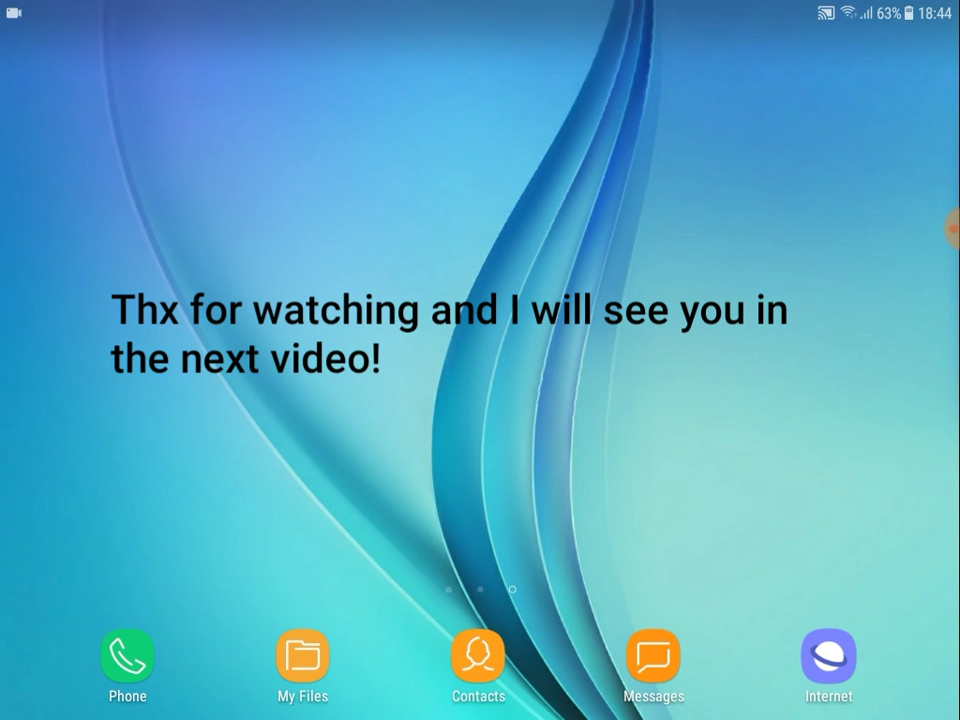 63% 18:44
Thx for watching and I will see you in
the next video!
Phone
My Files
Contacts
Messages
Internet